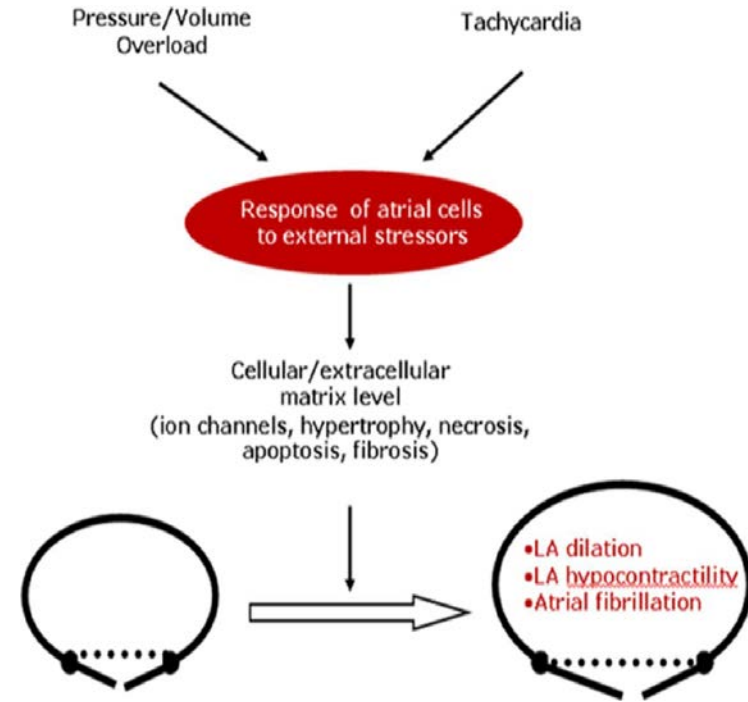 Pressure/Volume
Overload
Tachycardia
Response of atrial cells
to external stressors
Cellular/extracellular
matrix level
(ion channels, hypertrophy, necrosis,
apoptosis, fibrosis)
•LA dilation
•LA hypocontractility
•Atrial fibrillation